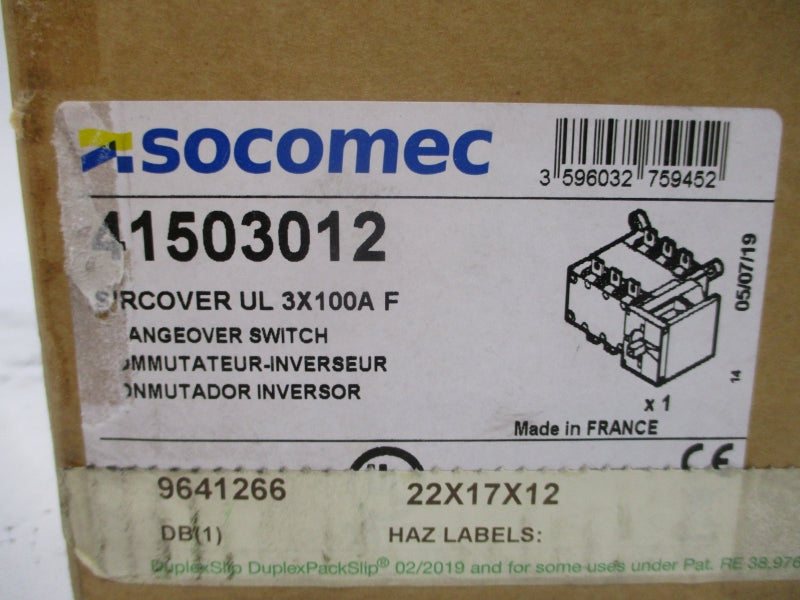 socomec
3 596032 759452
41503012
SIRCOVER UL 3X100A F
ANGEOVER SWITCH
OMMUTATEUR-INVERSEUR
ONMUTADOR INVERSOR
05/07/19
14
x 1
Made in FRANCE
CE
9641266 22X17X12
DB(1) HAZ LABELS:
DuplexSlip DuplexPackSlip® 02/2019 and for some uses under Pat. RE 38,976